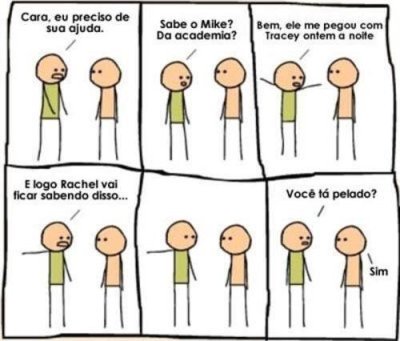 Cara, eu preciso de
sua ajuda.
Sabe o Mike?
Da academia?
Bem, ele me pegou com
Tracey ontem a noite
E logo Rachel vai
ficar sabendo disso...
Você tá pelado?
Sim